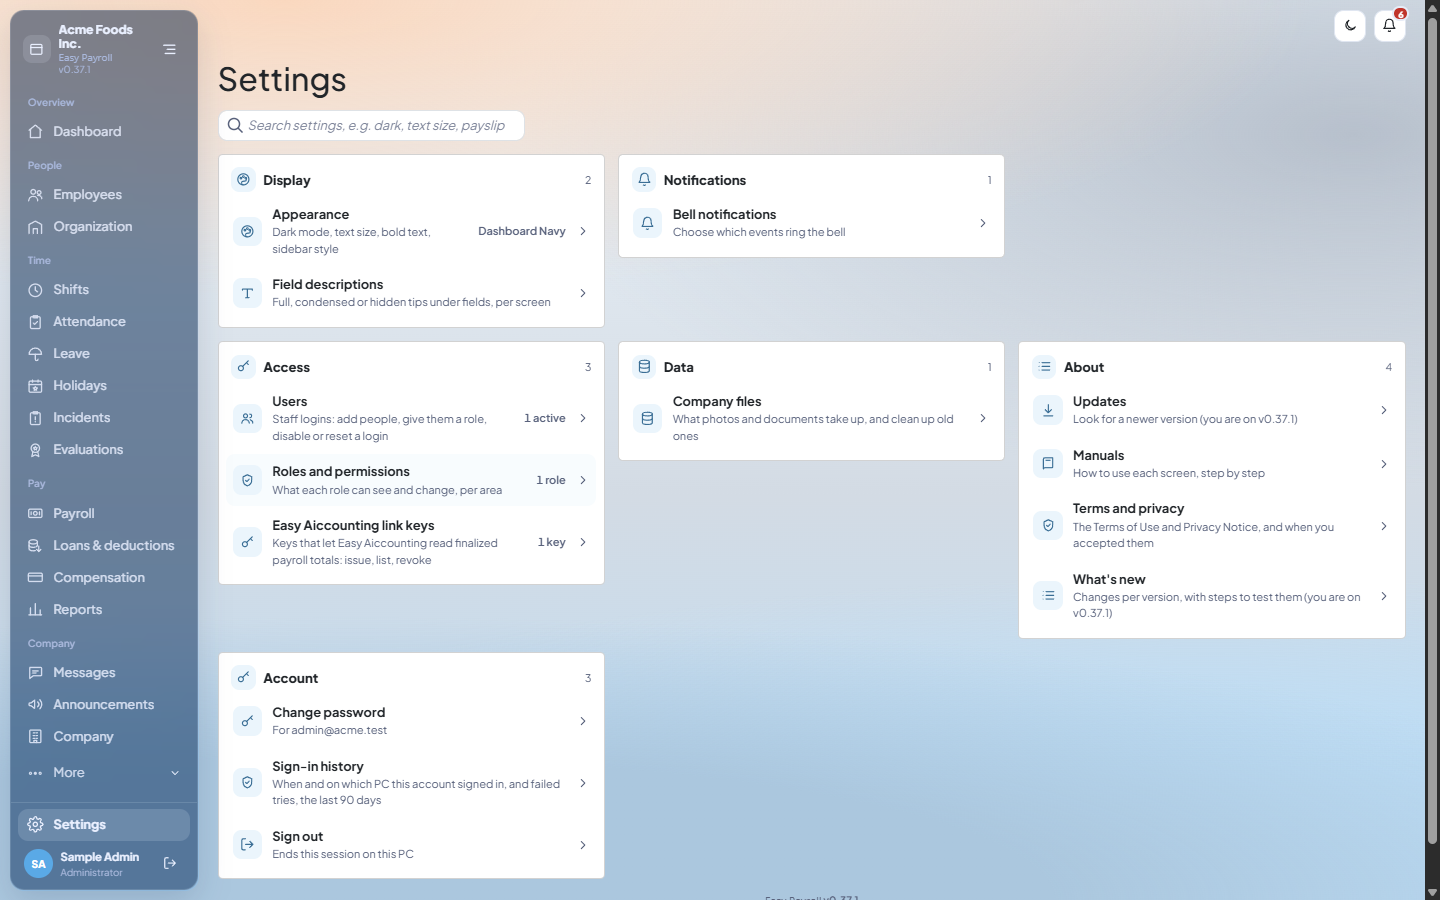 Acme Foods
Inc.
Easy Payroll
v0.37.1
Overview
Dashboard
People
Employees
Organization
Time
Shifts
Attendance
Leave
Holidays
Incidents
Evaluations
Pay
Payroll
Loans & deductions
Compensation
Reports
Company
Messages
Announcements
Company
More
Settings
SA
Sample Admin
Administrator
6
Settings
Search settings, e.g. dark, text size, payslip
Display
2
Appearance
Dark mode, text size, bold text,
sidebar style
Dashboard Navy
Field descriptions
Full, condensed or hidden tips under fields, per screen
Notifications
1
Bell notifications
Choose which events ring the bell
Access
3
Users
Staff logins: add people, give them a role,
disable or reset a login
1 active
Roles and permissions
What each role can see and change, per area
1 role
Easy Aiccounting link keys
Keys that let Easy Aiccounting read finalized
payroll totals: issue, list, revoke
1 key
Data
1
Company files
What photos and documents take up, and clean up old
ones
About
4
Updates
Look for a newer version (you are on v0.37.1)
Manuals
How to use each screen, step by step
Terms and privacy
The Terms of Use and Privacy Notice, and when you
accepted them
What's new
Changes per version, with steps to test them (you are on
v0.37.1)
Account
3
Change password
For admin@acme.test
Sign-in history
When and on which PC this account signed in, and failed
tries, the last 90 days
Sign out
Ends this session on this PC
Easy Payroll v0.37.1